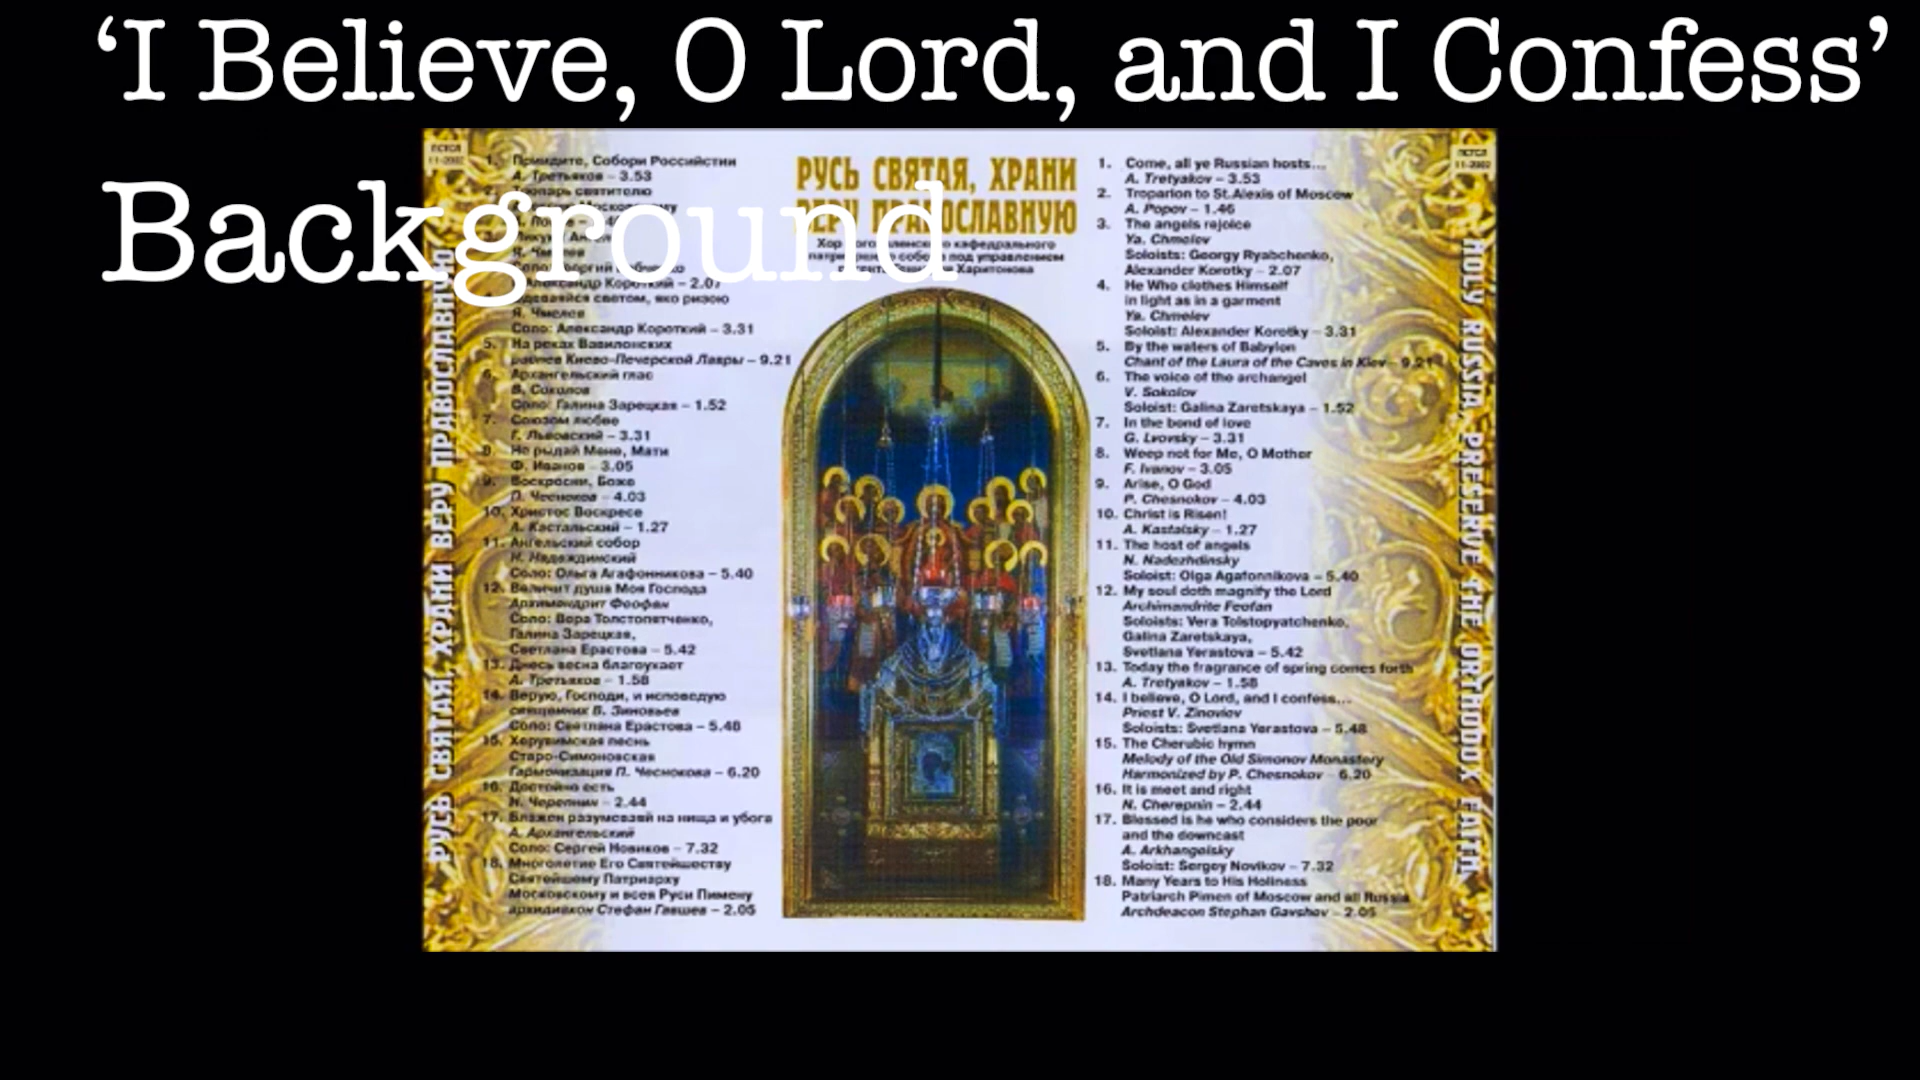 ‘I Believe, O Lord, and I Confess’
Background
ПСТСЛ
11-2002
1. Приидите, Собори Российстии
А. Третьяков – 3.53
святителю
Соло: Александр Короткий – 3.31
5. На реках Вавилонских
распев Киево-Печерской Лавры – 9.21
6. Архангельский глас
В. Соколов
Соло: Галина Зарецкая – 1.52
7. Союзом любве
Г. Львовский – 3.31
8. Не рыдай Мене, Мати
Ф. Иванов – 3.05
9. Воскресни, Боже
П. Чесноков – 4.03
10. Христос Воскресе
А. Кастальский – 1.27
11. Ангельский собор
Н. Надеждинский
Соло: Ольга Агафонникова – 5.40
12. Величит душа Моя Господа
Архимандрит Феофан
Соло: Вера Толстопятченко,
Галина Зарецкая,
Светлана Ерастова – 5.42
13. Днесь весна благоухает
А. Третьяков – 1.58
14. Верую, Господи, и исповедую
священник В. Зиновьев
Соло: Светлана Ерастова – 5.48
15. Херувимская песнь
Старо-Симоновская
Гармонизация П. Чеснокова – 6.20
16. Достойно есть
Н. Черепнин – 2.44
17. Блажен разумеваяй на нища и убога
А. Архангельский
Соло: Сергей Новиков – 7.32
18. Многолетие Его Святейшеству
Святейшему Патриарху
Московскому и всея Руси Пимену
архидиакон Стефан Гавшев – 2.05
РУСЬ СВЯТАЯ, ХРАНИ
ВЕРУ ПРАВОСЛАВНУЮ
1. Come, all ye Russian hosts...
A. Tretyakov – 3.53
2. Troparion to St.Alexis of Moscow
A. Popov – 1.46
3. The angels rejoice
Ya. Chmelev
Soloists: Georgy Ryabchenko,
Alexander Korotky – 2.07
4. He Who clothes Himself
in light as in a garment
Ya. Chmelev
Soloist: Alexander Korotky – 3.31
5. By the waters of Babylon
Chant of the Laura of the Caves in Kiev – 9.21
6. The voice of the archangel
V. Sokolov
Soloist: Galina Zaretskaya – 1.52
7. In the bond of love
G. Lvovsky – 3.31
8. Weep not for Me, O Mother
F. Ivanov – 3.05
9. Arise, O God
P. Chesnokov – 4.03
10. Christ is Risen!
A. Kastalsky – 1.27
11. The host of angels
N. Nadezhdinsky
Soloist: Olga Agafonnikova – 5.40
12. My soul doth magnify the Lord
Archimandrite Feofan
Soloists: Vera Tolstopyatchenko,
Galina Zaretskaya,
Svetlana Yerastova – 5.42
13. Today the fragrance of spring comes forth
A. Tretyakov – 1.58
14. I believe, O Lord, and I confess...
Priest V. Zinoviev
Soloists: Svetlana Yerastova – 5.48
15. The Cherubic hymn
Melody of the Old Simonov Monastery
Harmonized by P. Chesnokov – 6.20
16. It is meet and right
N. Cherepnin – 2.44
17. Blessed is he who considers the poor
and the downcast
A. Arkhangelsky
Soloist: Sergey Novikov – 7.32
18. Many Years to His Holiness
Patriarch Pimen of Moscow and all Russia
Archdeacon Stephan Gavshev – 2.05
ПСТСЛ
11-2002
РУСЬ СВЯТАЯ, ХРАНИ ВЕРУ ПРАВОСЛАВНУЮ
HOLY RUSSIA, PRESERVE THE ORTHODOX FAITH